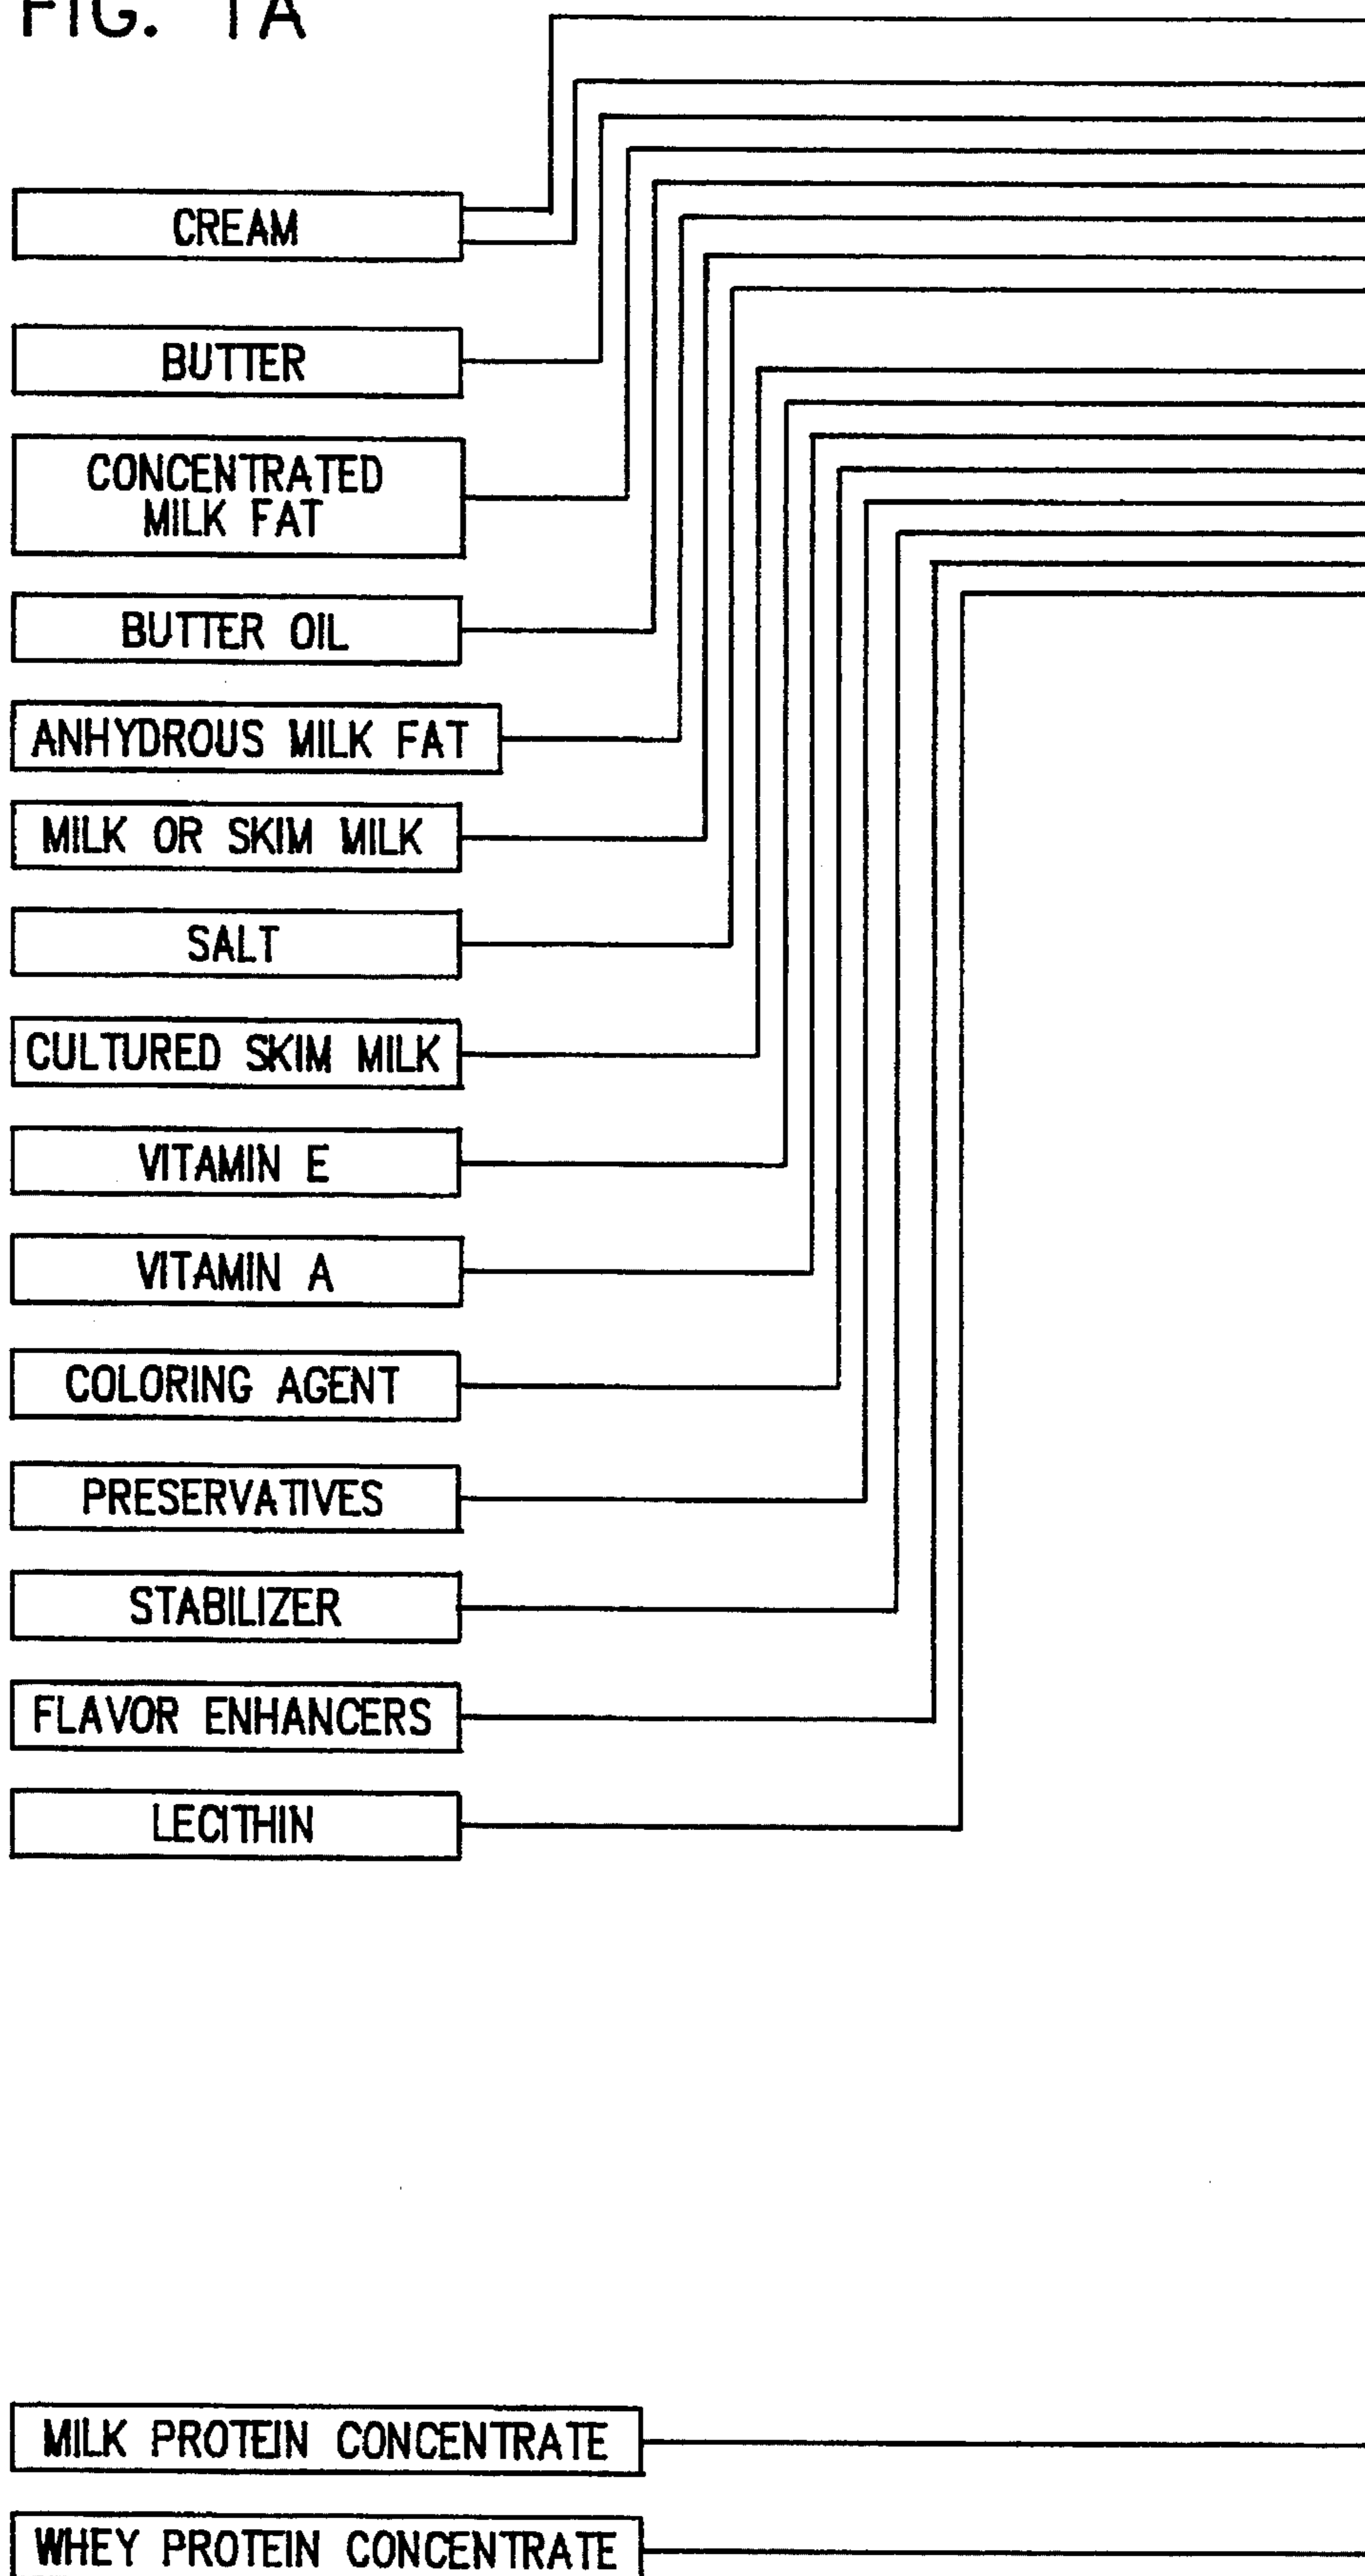 FIG. 1A
CREAM
BUTTER
CONCENTRATED
MILK FAT
BUTTER OIL
ANHYDROUS MILK FAT
MILK OR SKIM MILK
SALT
CULTURED SKIM MILK
VITAMIN E
VITAMIN A
COLORING AGENT
PRESERVATIVES
STABILIZER
FLAVOR ENHANCERS
LECITHIN
MILK PROTEIN CONCENTRATE
WHEY PROTEIN CONCENTRATE